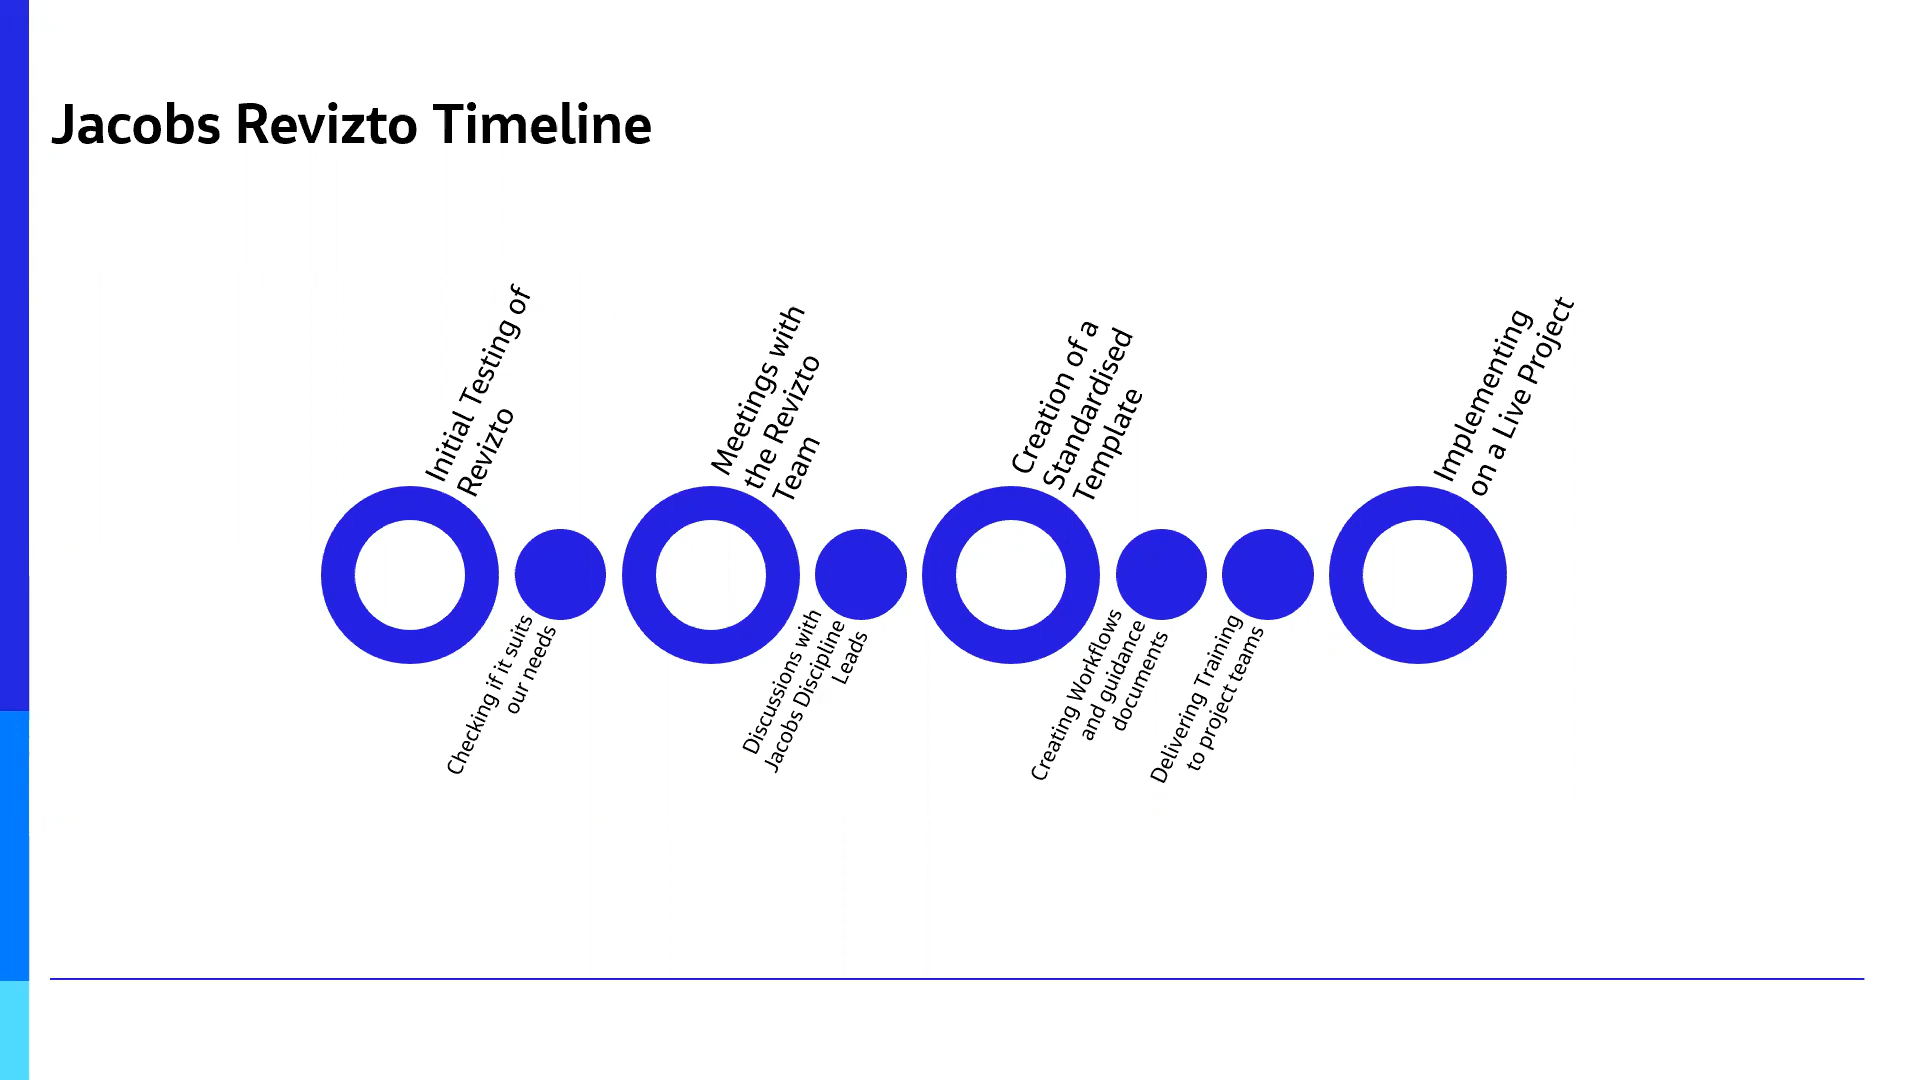 Jacobs Revizto Timeline
Initial Testing of
Revizto
Checking if it suits
our needs
Meetings with
the Revizto
Team
Discussions with
Jacobs Discipline
Leads
Creation of a
Standardised
Template
Creating Workflows
and guidance
documents
Delivering Training
to project teams
Implementing
on a Live Project